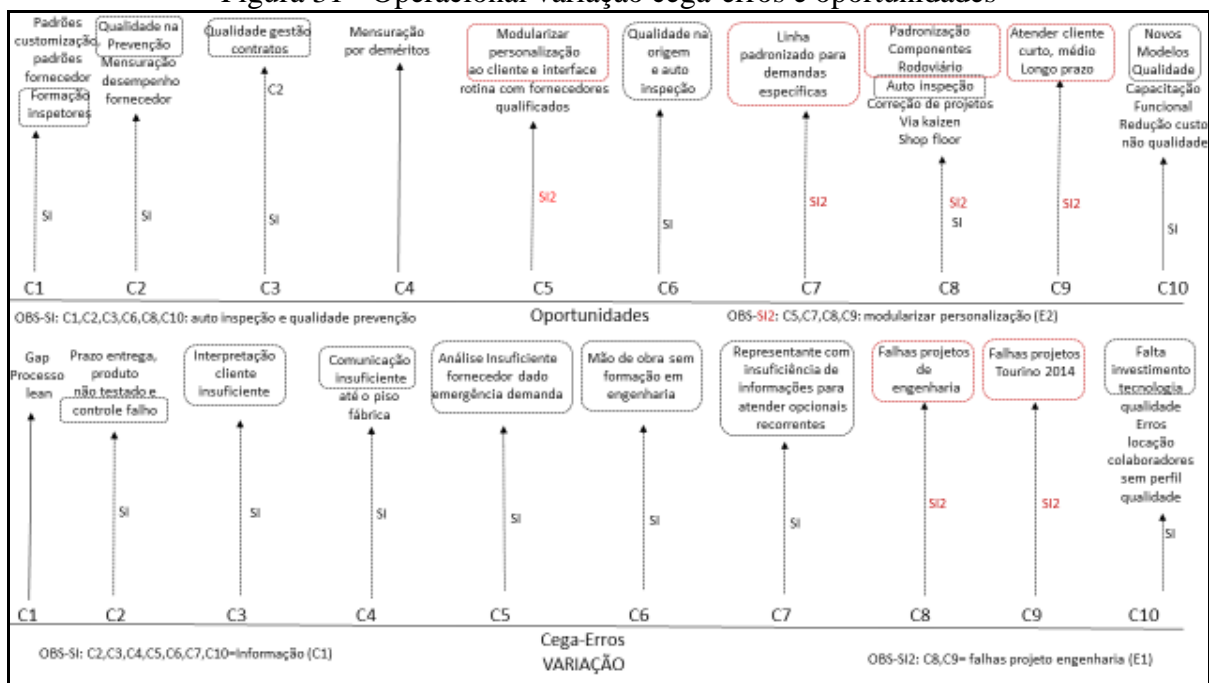 Figura 31 - Operacional variação cega-erros e oportunidades
Padrões
customização,
padrões
fornecedor
Formação
inspetores
Qualidade na
Prevenção
Mensuração
desempenho
fornecedor
Qualidade gestão
contratos
C2
Mensuração
por deméritos
Modularizar
personalização
ao cliente e interface
rotina com fornecedores
qualificados
Qualidade na
origem
e auto
inspeção
Linha
padronizado para
demandas
específicas
Padronização
Componentes
Rodoviário
Auto inspeção
Correção de projetos
Via kaizen
Shop floor
Atender cliente
curto, médio
Longo prazo
Novos
Modelos
Qualidade
Capacitação
Funcional
Redução custo
não qualidade
SI
SI
SI
SI2
SI
SI2
SI2
SI
SI2
SI
C1 C2 C3 C4 C5 C6 C7 C8 C9 C10
OBS-SI: C1,C2,C3,C6,C8,C10: auto inspeção e qualidade prevenção
Oportunidades
OBS-SI2: C5,C7,C8,C9: modularizar personalização (E2)
Gap
Processo
lean
Prazo entrega,
produto
não testado e
controle falho
Interpretação
cliente
insuficiente
Comunicação
insuficiente
até o piso
fábrica
Análise Insuficiente
fornecedor dado
emergência demanda
Mão de obra sem
formação em
engenharia
Representante com
insuficiência de
informações para
atender opcionais
recorrentes
Falhas projetos
de
engenharia
Falhas projetos
Tourino 2014
Falta
investimento
tecnologia
qualidade
Erros
locação
colaboradores
sem perfil
qualidade
SI
SI
SI
SI
SI
SI
SI2
SI2
SI
C1 C2 C3 C4 C5 C6 C7 C8 C9 C10
Cega-Erros
VARIAÇÃO
OBS-SI: C2,C3,C4,C5,C6,C7,C10=Informação (C1)
OBS-SI2: C8,C9= falhas projeto engenharia (E1)